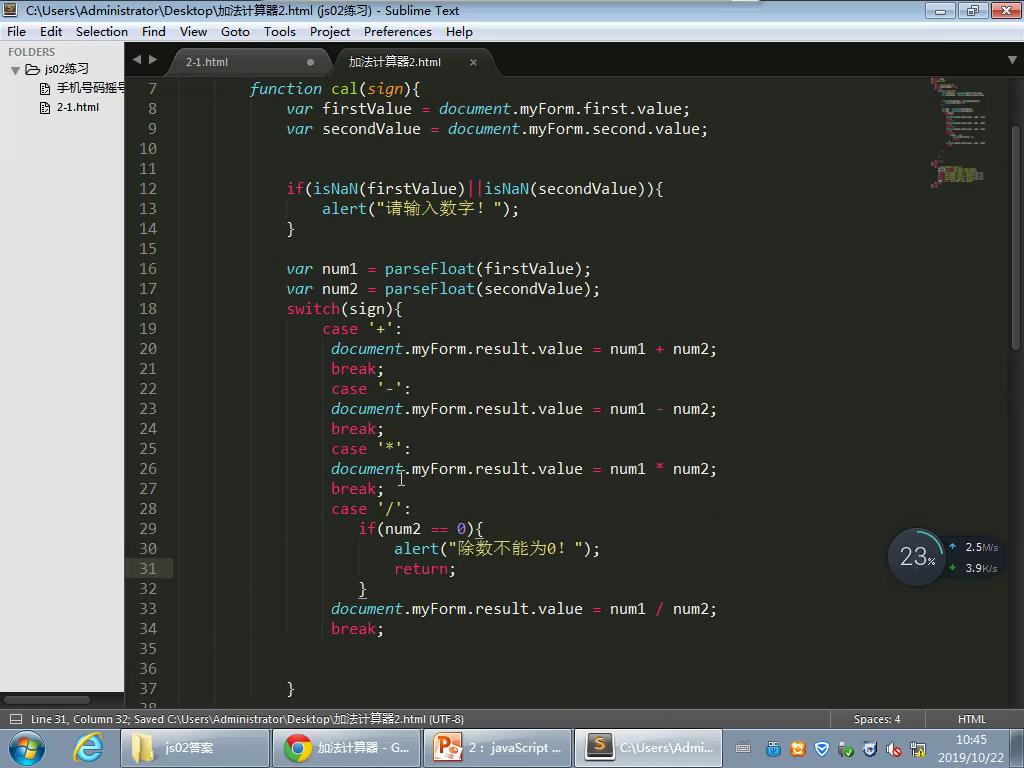 C:\Users\Administrator\Desktop\加法计算器2.html (js02练习) - Sublime Text
File Edit Selection Find View Goto Tools Project Preferences Help
FOLDERS
js02练习
手机号码摇号
2-1.html
2-1.html
加法计算器2.html
7 function cal(sign){
8 var firstValue = document.myForm.first.value;
9 var secondValue = document.myForm.second.value;
10
11
12 if(isNaN(firstValue)||isNaN(secondValue)){
13 alert("请输入数字！");
14 }
15
16 var num1 = parseFloat(firstValue);
17 var num2 = parseFloat(secondValue);
18 switch(sign){
19 case '+':
20 document.myForm.result.value = num1 + num2;
21 break;
22 case '-':
23 document.myForm.result.value = num1 - num2;
24 break;
25 case '*':
26 document.myForm.result.value = num1 * num2;
27 break;
28 case '/':
29 if(num2 == 0){
30 alert("除数不能为0！");
31 return;
32 }
33 document.myForm.result.value = num1 / num2;
34 break;
35
36
37 }
23%
2.5M/s
3.9K/s
Line 31, Column 32; Saved C:\Users\Administrator\Desktop\加法计算器2.html (UTF-8)
Spaces: 4
HTML
js02答案
加法计算器 - G...
2： javaScript ...
C:\Users\Admi...
10:45
2019/10/22